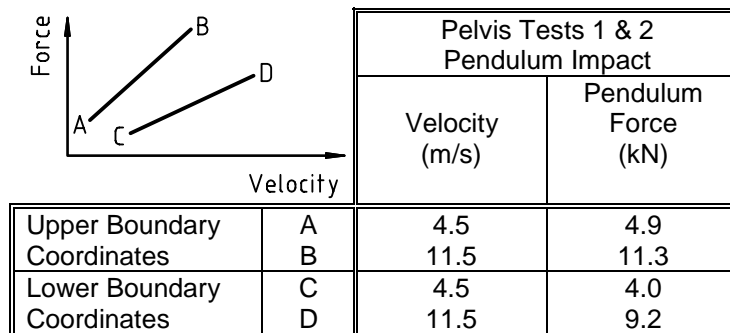 Force
A
B
C
D
Velocity
Pelvis Tests 1 & 2
Pendulum Impact
Velocity
(m/s)
Pendulum
Force
(kN)
Upper Boundary
Coordinates
A 4.5 4.9
B 11.5 11.3
Lower Boundary
Coordinates
C 4.5 4.0
D 11.5 9.2